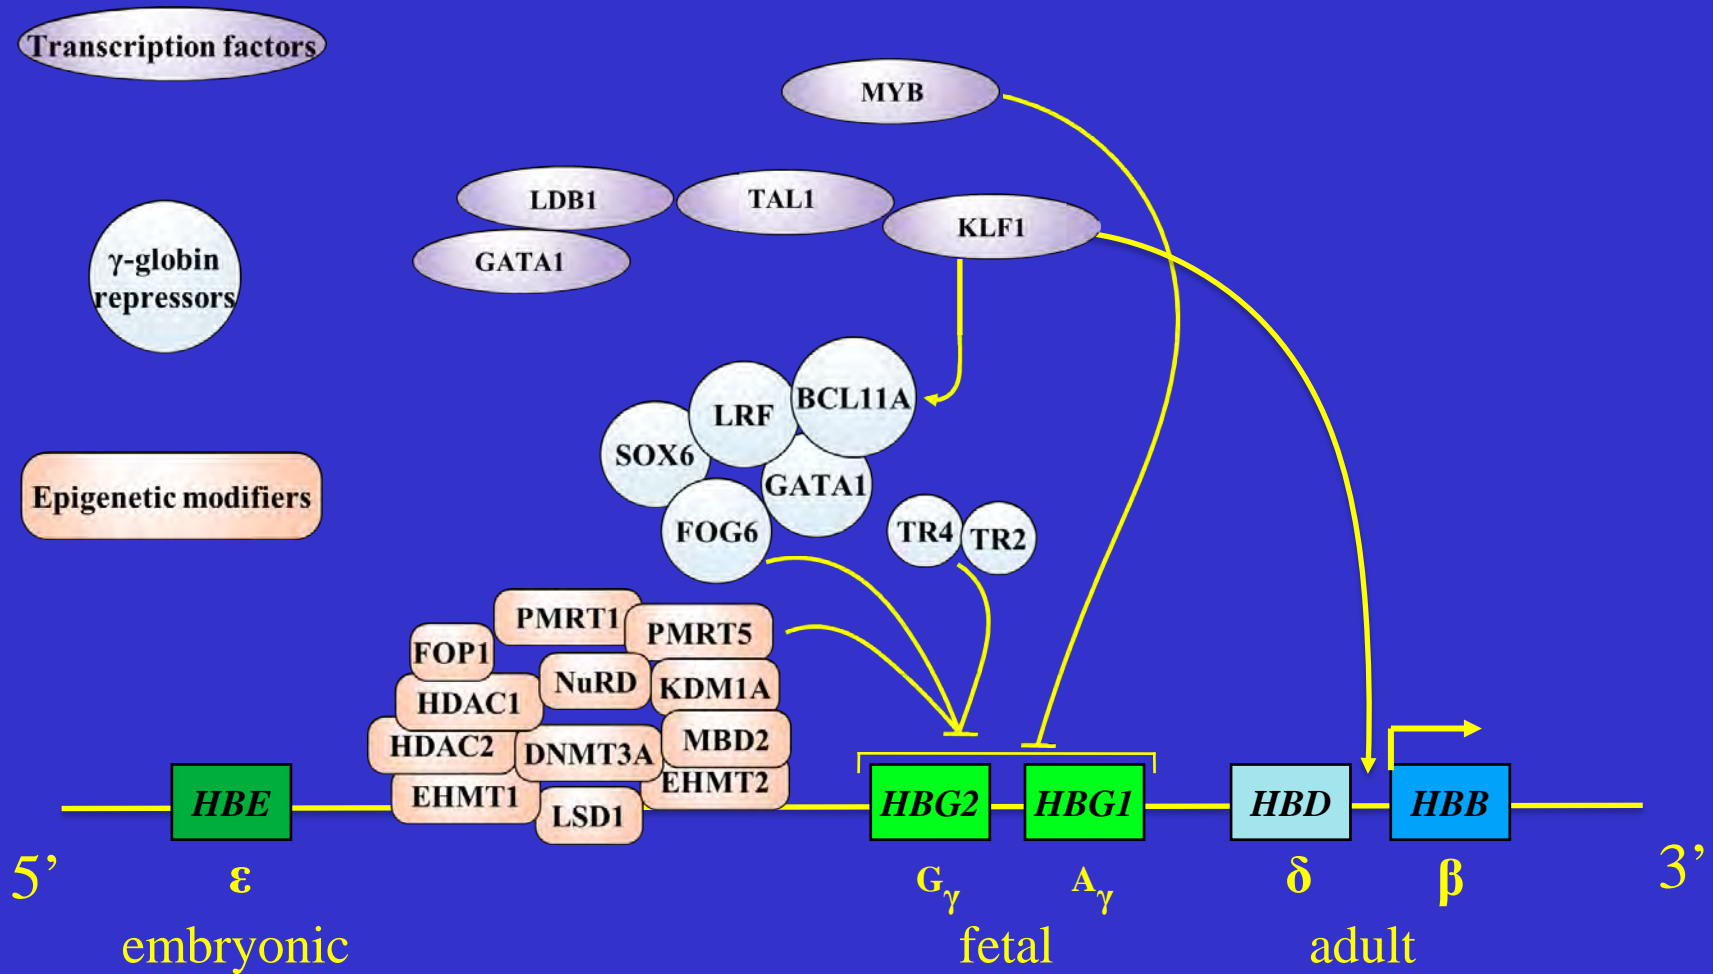 Transcription factors
MYB
LDB1
TAL1
KLF1
GATA1
γ-globin
repressors
BCL11A
LRF
SOX6
GATA1
Epigenetic modifiers
FOG6
TR4
TR2
PMRT1
PMRT5
FOP1
NuRD
KDM1A
HDAC1
HDAC2
DNMT3A
MBD2
EHMT1
EHMT2
LSD1
HBE
HBG2
HBG1
HBD
HBB
5’
ε
Gγ
Aγ
δ
β
3’
embryonic
fetal
adult